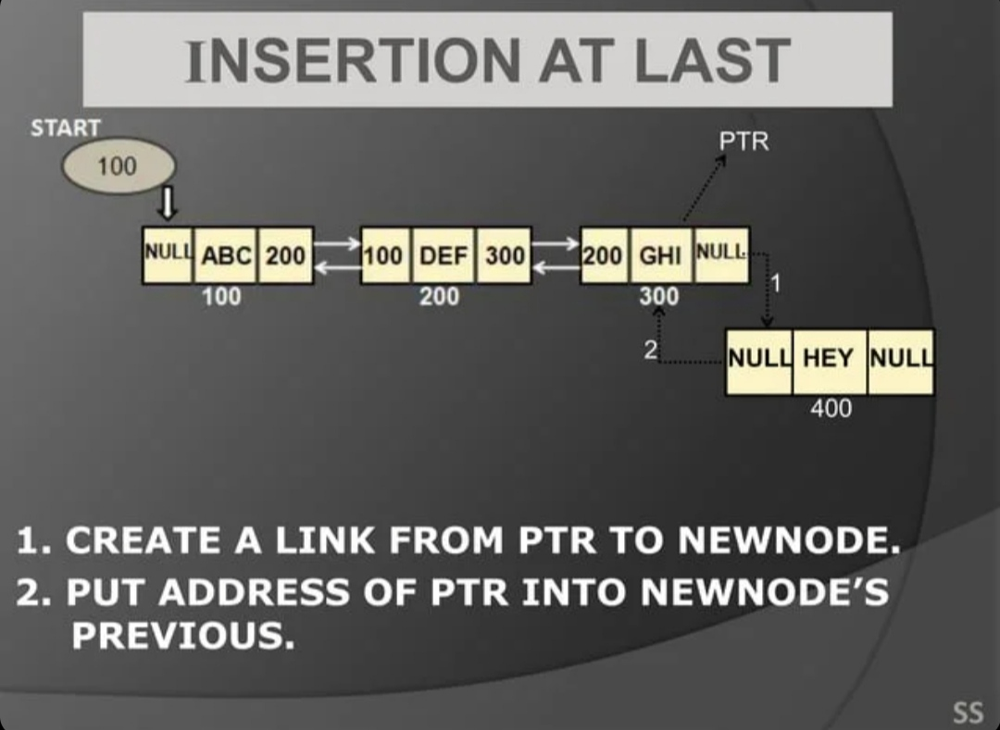 INSERTION AT LAST
START
100
PTR
NULL ABC 200
100 DEF 300
200 GHI NULL
100
200
300
1
2
NULL HEY NULL
400
1. CREATE A LINK FROM PTR TO NEWNODE.
2. PUT ADDRESS OF PTR INTO NEWNODE’S
PREVIOUS.
SS